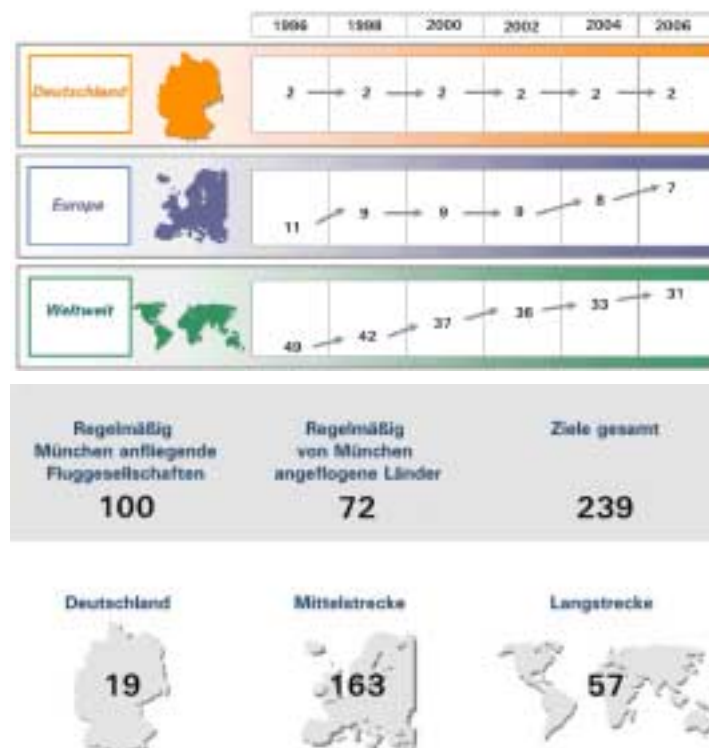 1996 1998 2000 2002 2004 2006
Deutschland 2 2 2 2 2 2
Europa 11 9 9 9 8 7
Weltweit 49 42 37 36 33 31
Regelmäßig
München anfliegende
Fluggesellschaften
100
Regelmäßig
von München
angeflogene Länder
72
Ziele gesamt
239
Deutschland
19
Mittelstrecke
163
Langstrecke
57